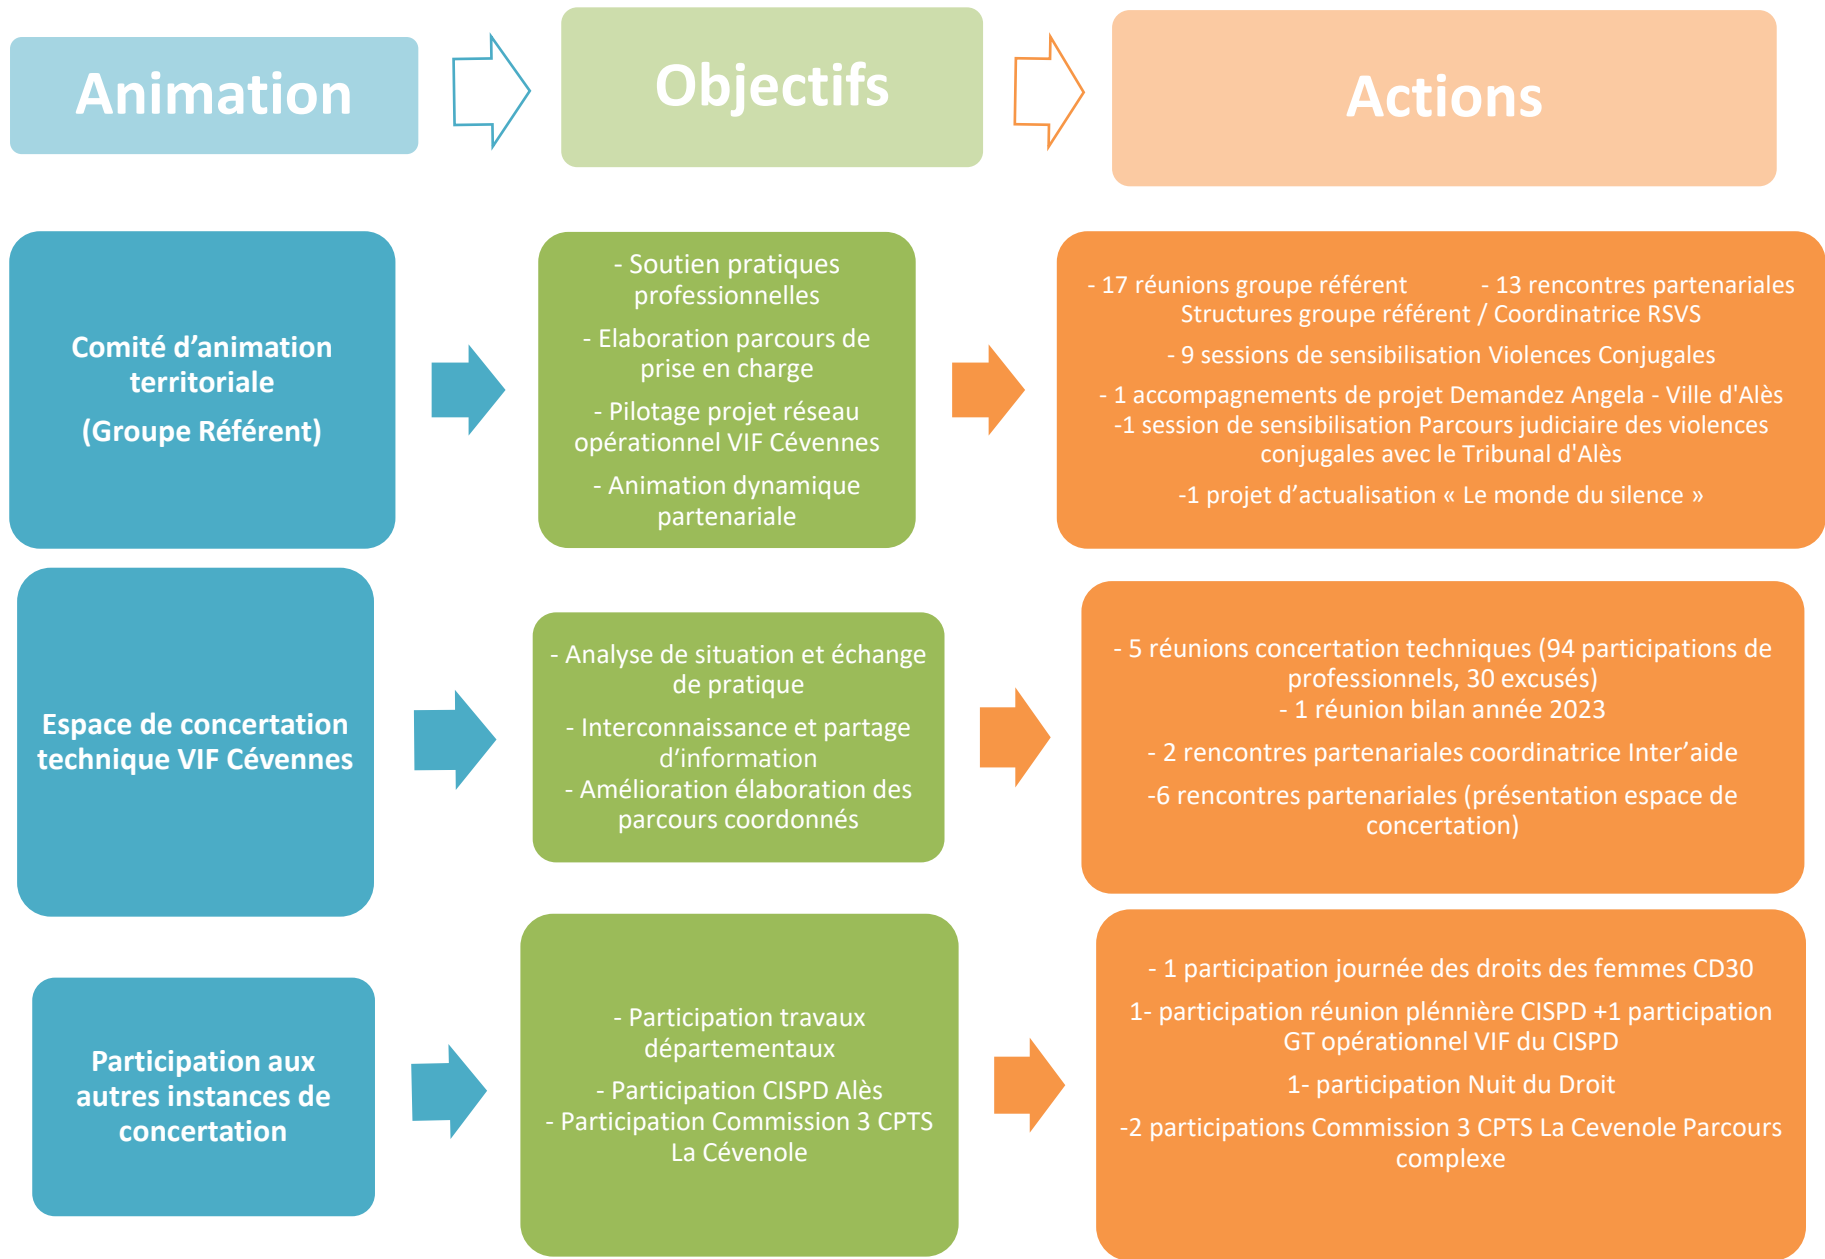 Animation
Objectifs
Actions
Comité d’animation
territoriale
(Groupe Référent)
- Soutien pratiques
professionnelles
- Elaboration parcours de
prise en charge
- Pilotage projet réseau
opérationnel VIF Cévennes
- Animation dynamique
partenariale
- 17 réunions groupe référent - 13 rencontres partenariales
Structures groupe référent / Coordinatrice RSVS
- 9 sessions de sensibilisation Violences Conjugales
- 1 accompagnements de projet Demandez Angela - Ville d'Alès
-1 session de sensibilisation Parcours judiciaire des violences
conjugales avec le Tribunal d'Alès
-1 projet d’actualisation « Le monde du silence »
Espace de concertation
technique VIF Cévennes
- Analyse de situation et échange
de pratique
- Interconnaissance et partage
d’information
- Amélioration élaboration des
parcours coordonnés
- 5 réunions concertation techniques (94 participations de
professionnels, 30 excusés)
- 1 réunion bilan année 2023
- 2 rencontres partenariales coordinatrice Inter’aide
-6 rencontres partenariales (présentation espace de
concertation)
Participation aux
autres instances de
concertation
- Participation travaux
départementaux
- Participation CISPD Alès
- Participation Commission 3 CPTS
La Cévenole
- 1 participation journée des droits des femmes CD30
1- participation réunion plénnière CISPD +1 participation
GT opérationnel VIF du CISPD
1- participation Nuit du Droit
-2 participations Commission 3 CPTS La Cevenole Parcours
complexe